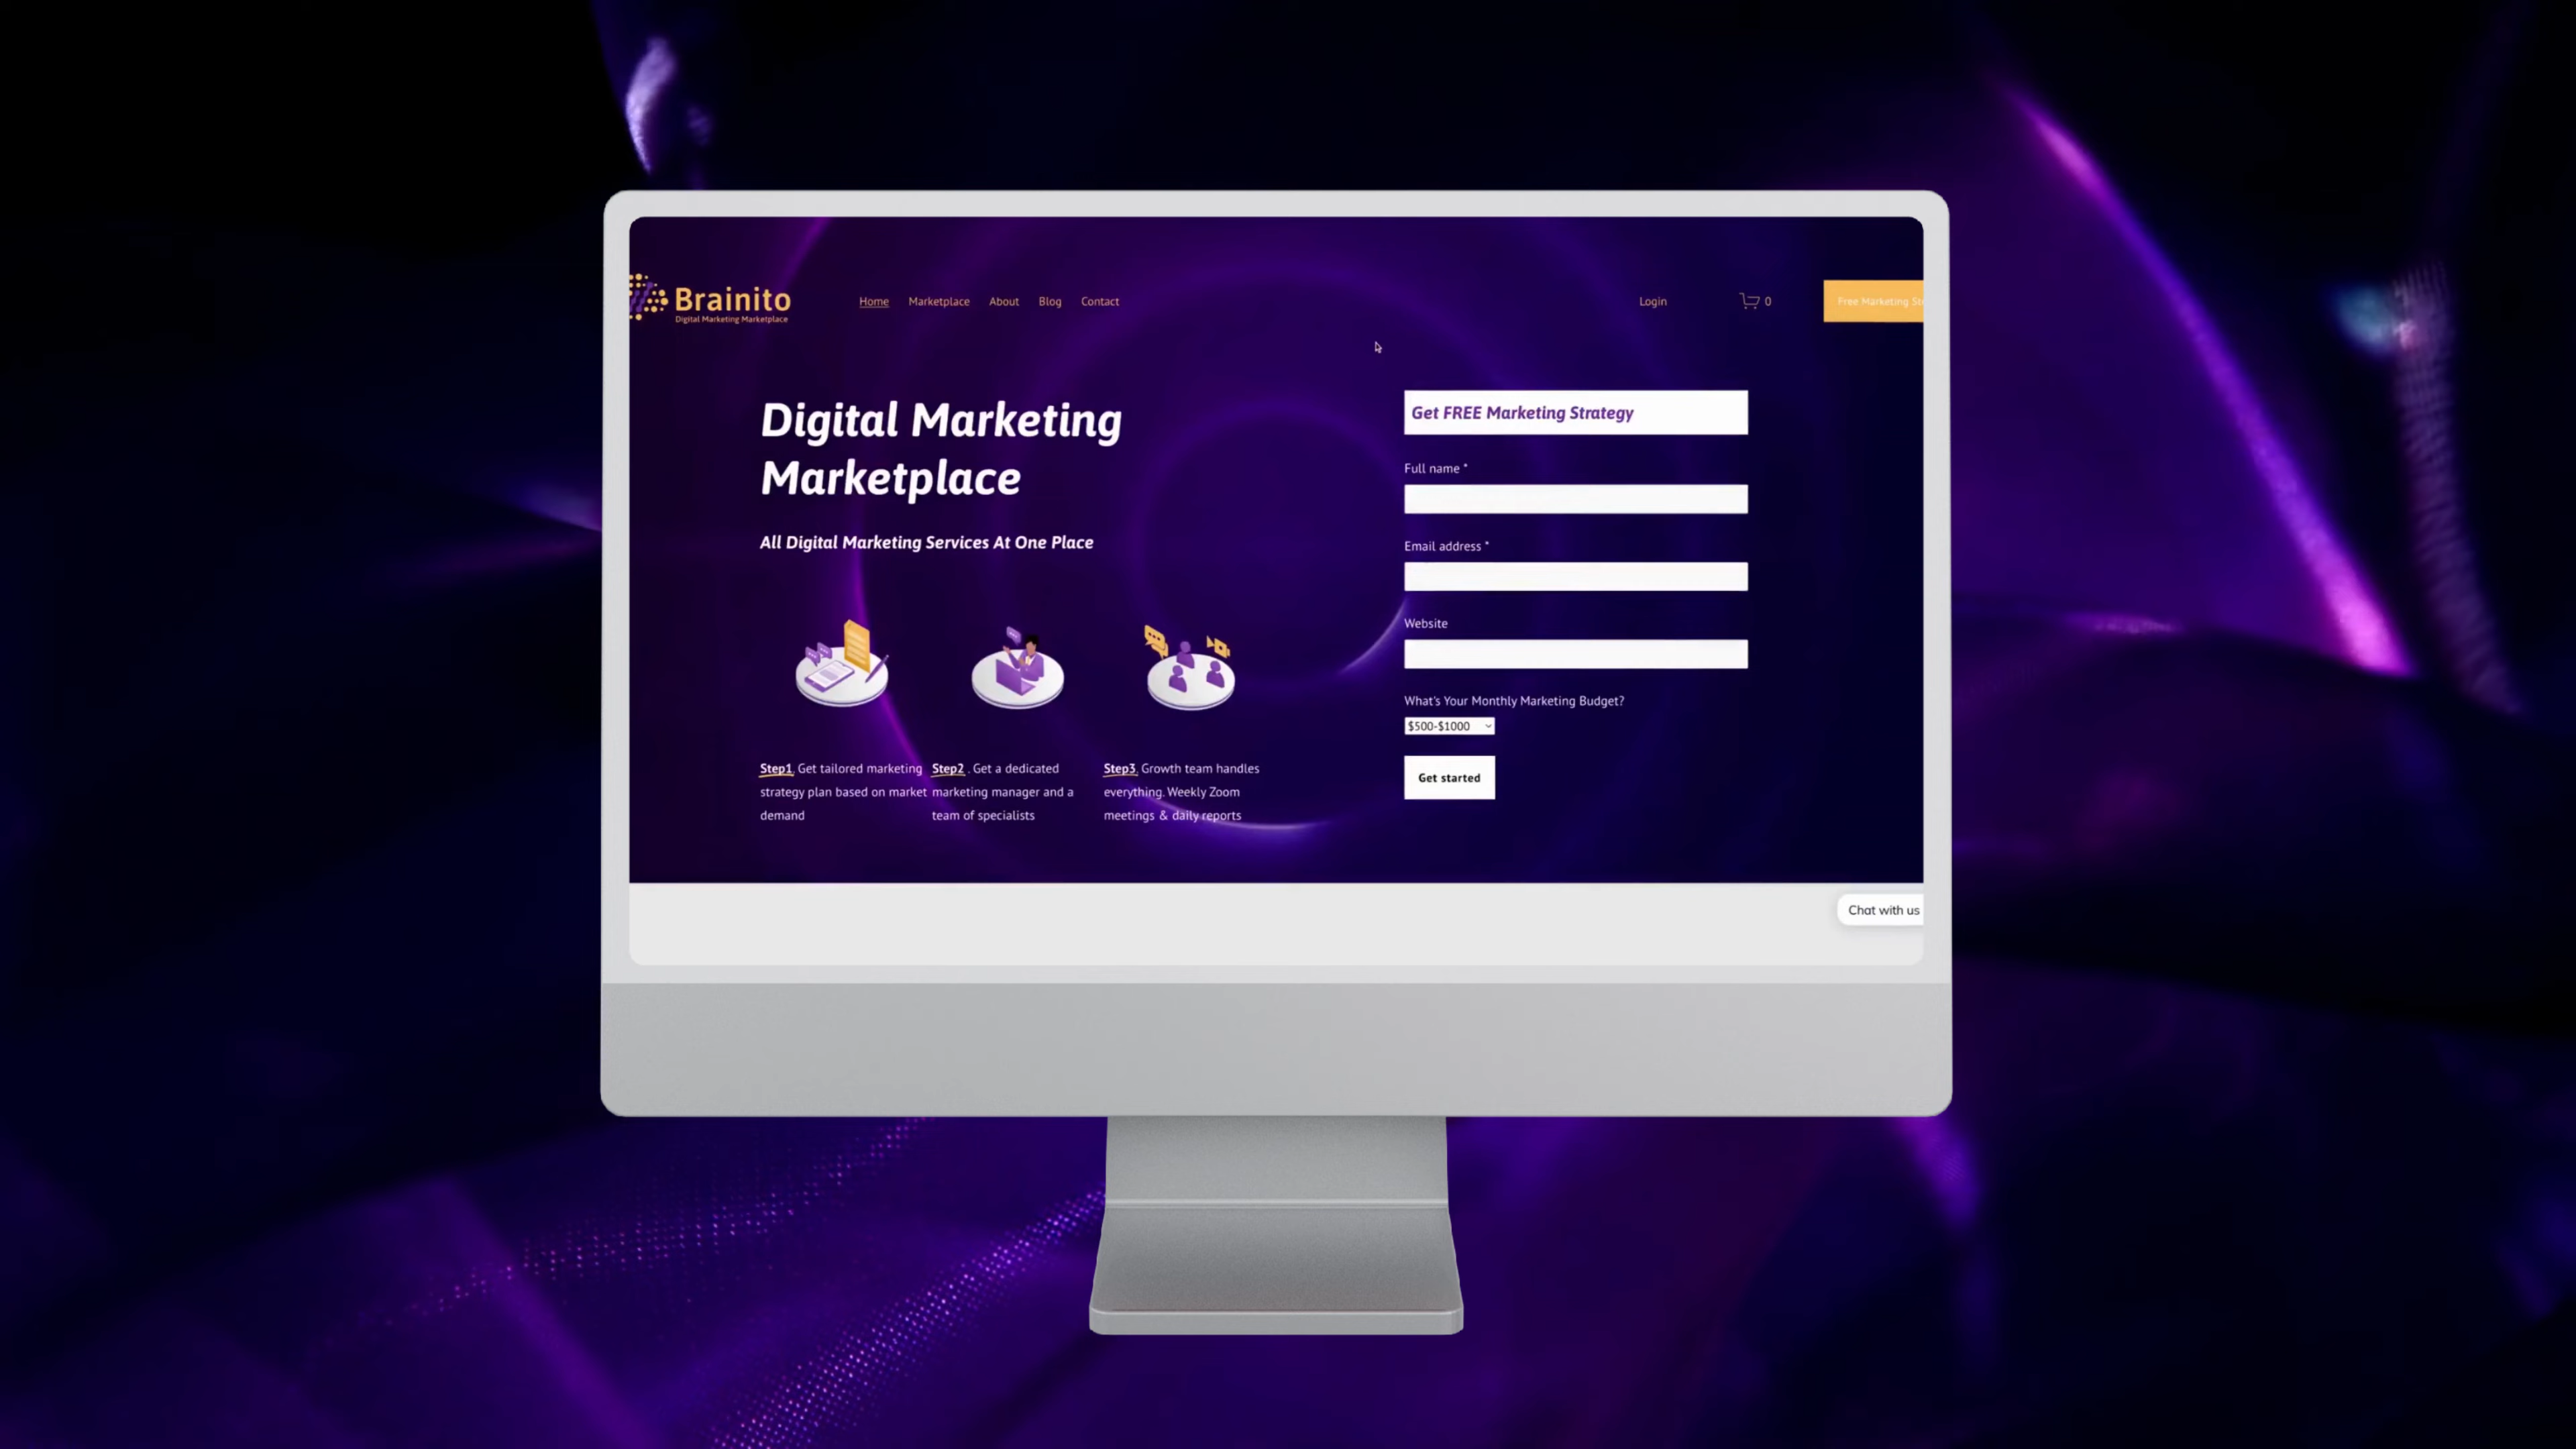 Brainito
Digital Marketing Marketplace
Home
Marketplace
About
Blog
Contact
Login
0
Free Marketing
Digital Marketing
Marketplace
All Digital Marketing Services At One Place
Step1. Get tailored marketing
strategy plan based on market
demand
Step2 . Get a dedicated
marketing manager and a
team of specialists
Step3. Growth team handles
everything. Weekly Zoom
meetings & daily reports
Get FREE Marketing Strategy
Full name *
Email address *
Website
What's Your Monthly Marketing Budget?
$500-$1000
Get started
Chat with us